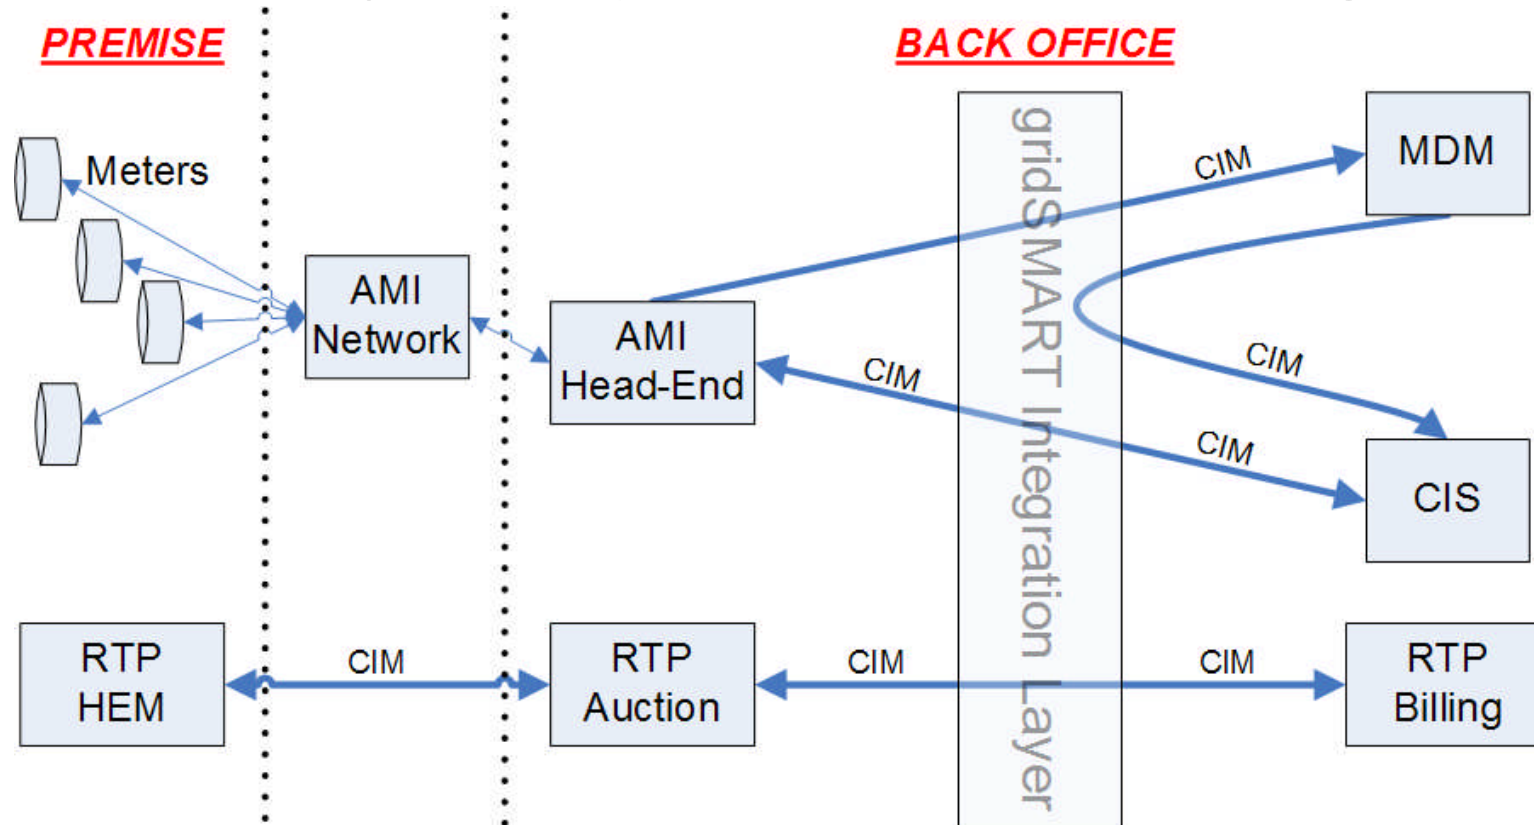 PREMISE
BACK OFFICE
Meters
AMI
Network
AMI
Head-End
gridSMART Integration Layer
CIM
MDM
CIM
CIM
CIM
CIS
RTP
HEM
CIM
RTP
Auction
CIM
CIM
RTP
Billing